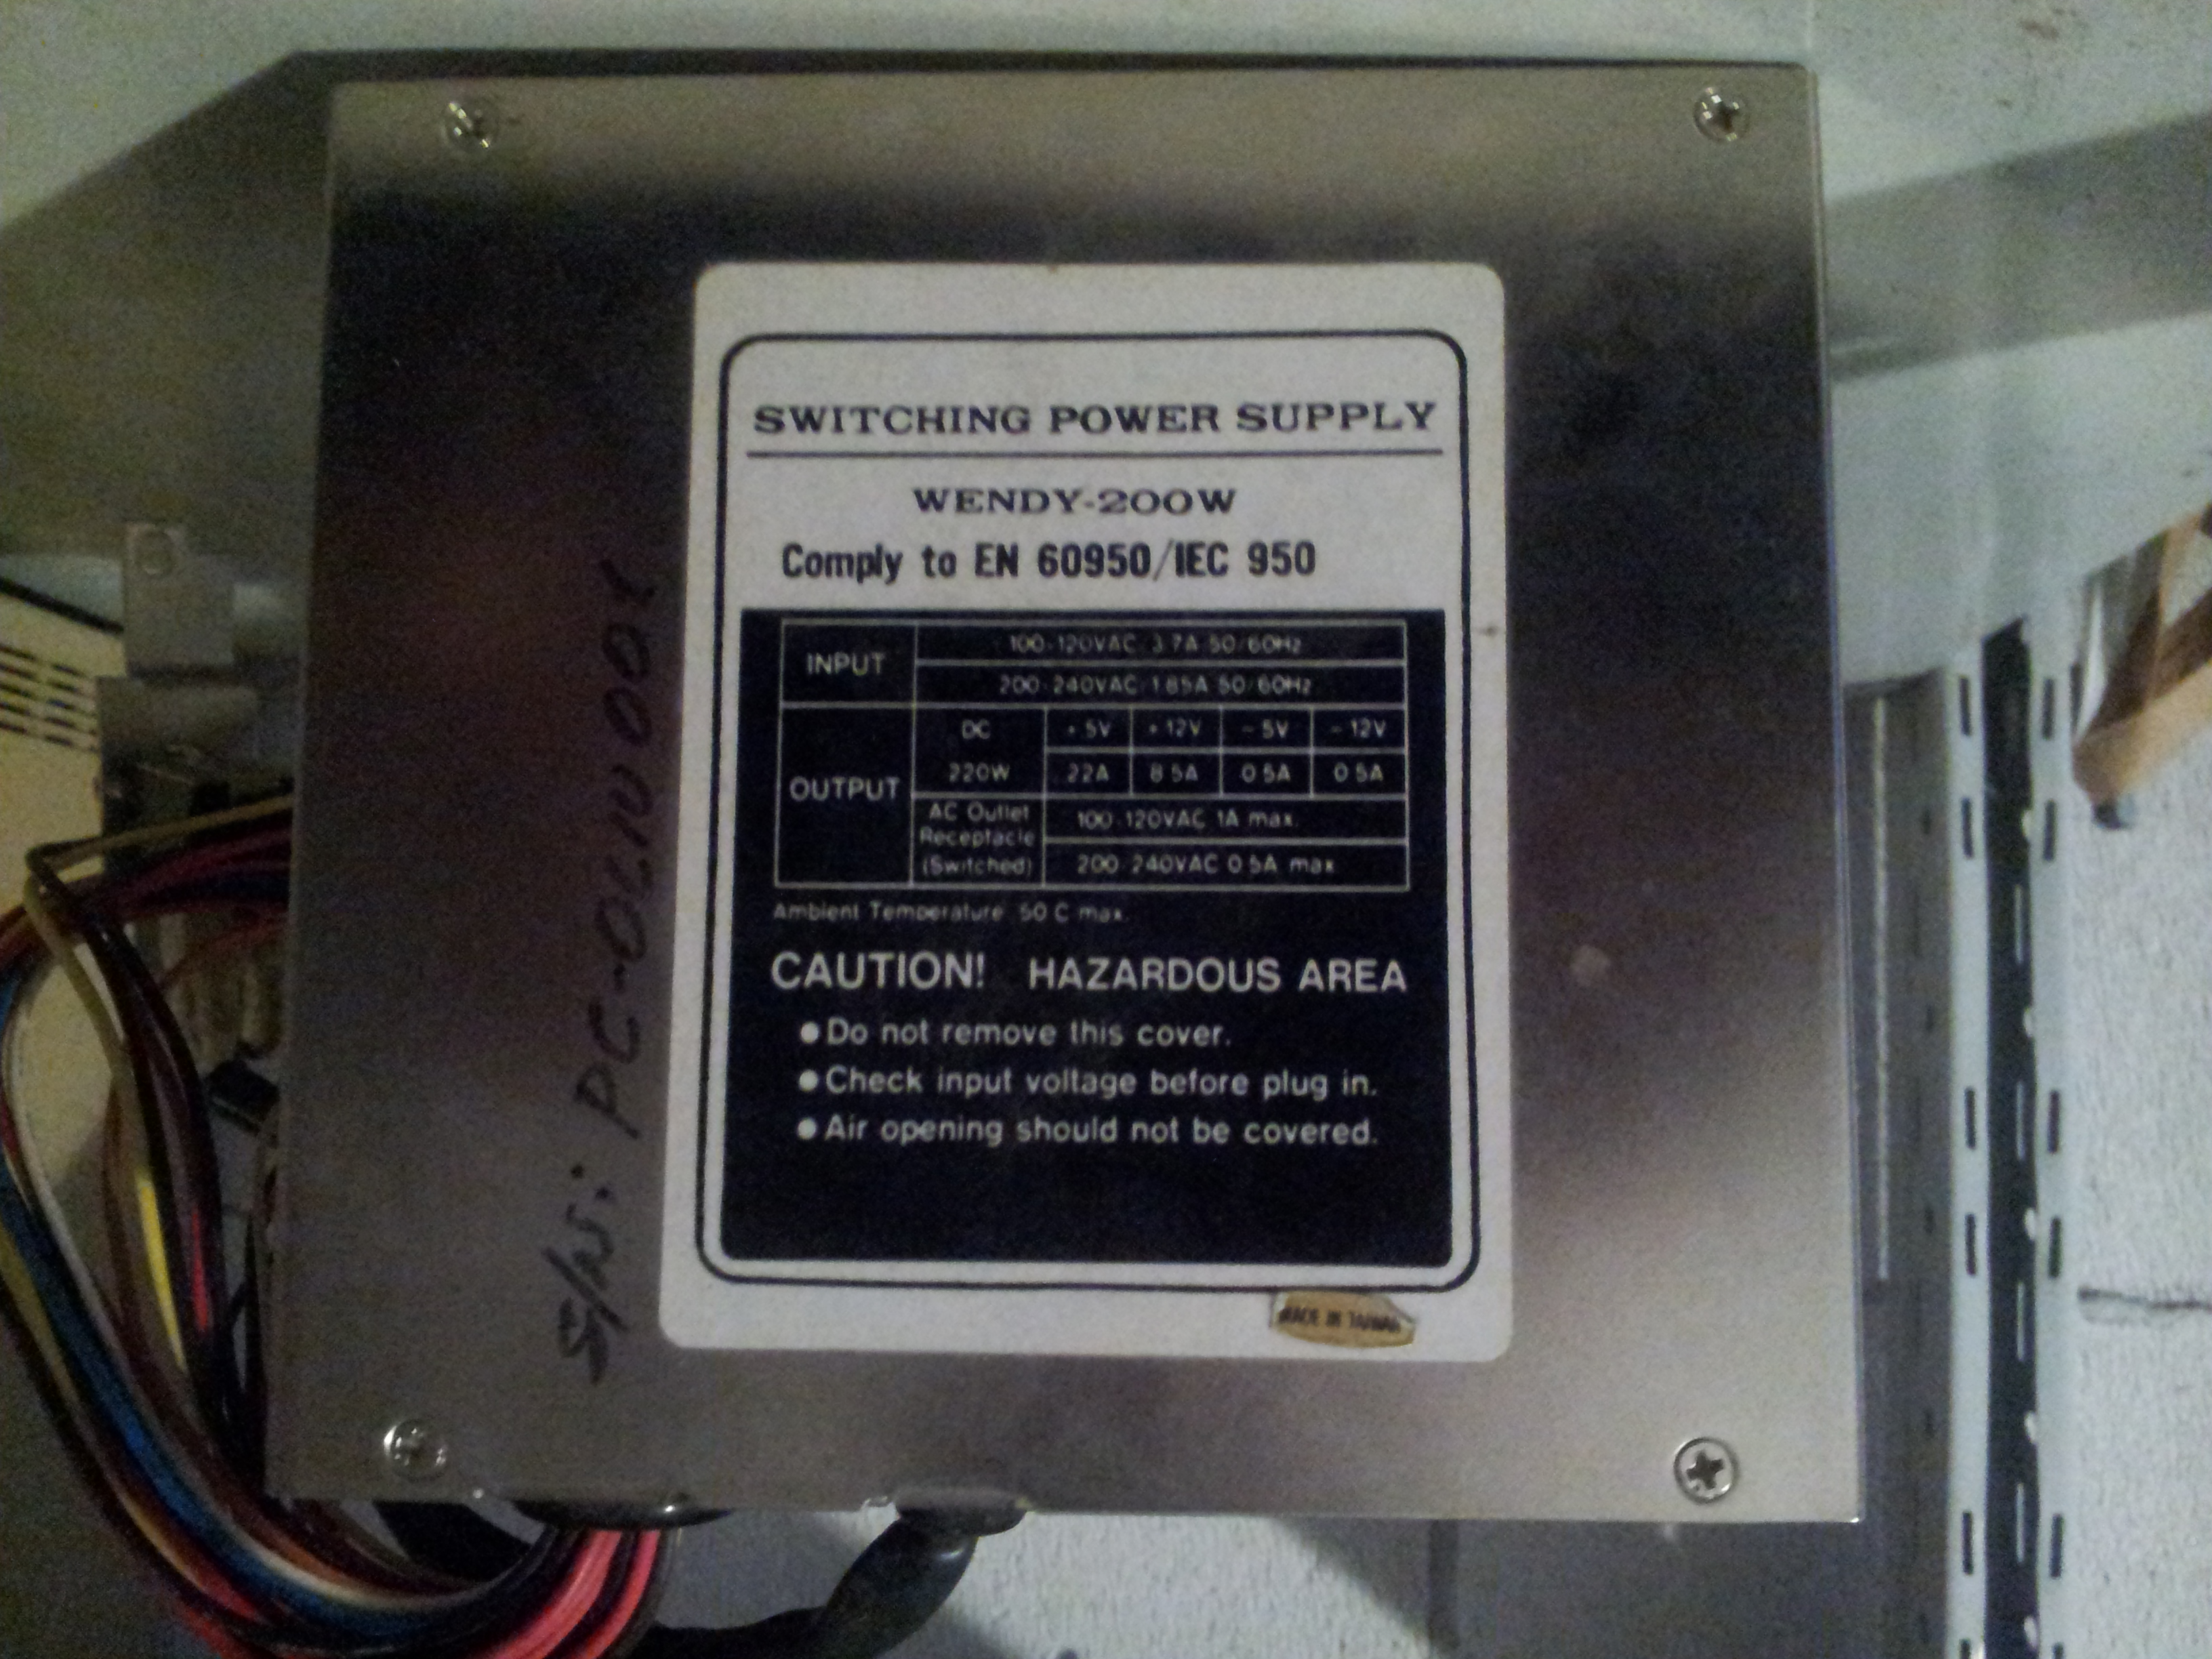 SWITCHING POWER SUPPLY
WENDY-200W
Comply to EN 60950/IEC 950
INPUT
100-120VAC 3.7A 50/60Hz
200-240VAC 1.85A 50/60Hz
OUTPUT
DC +5V +12V -5V -12V
220W 22A 8.5A 0.5A 0.5A
AC Outlet Receptacle (Switched)
100-120VAC 1A max.
200-240VAC 0.5A max.
Ambient Temperature 50 C max.
CAUTION! HAZARDOUS AREA
● Do not remove this cover.
● Check input voltage before plug in.
● Air opening should not be covered.
MADE IN TAIWAN
S/N: